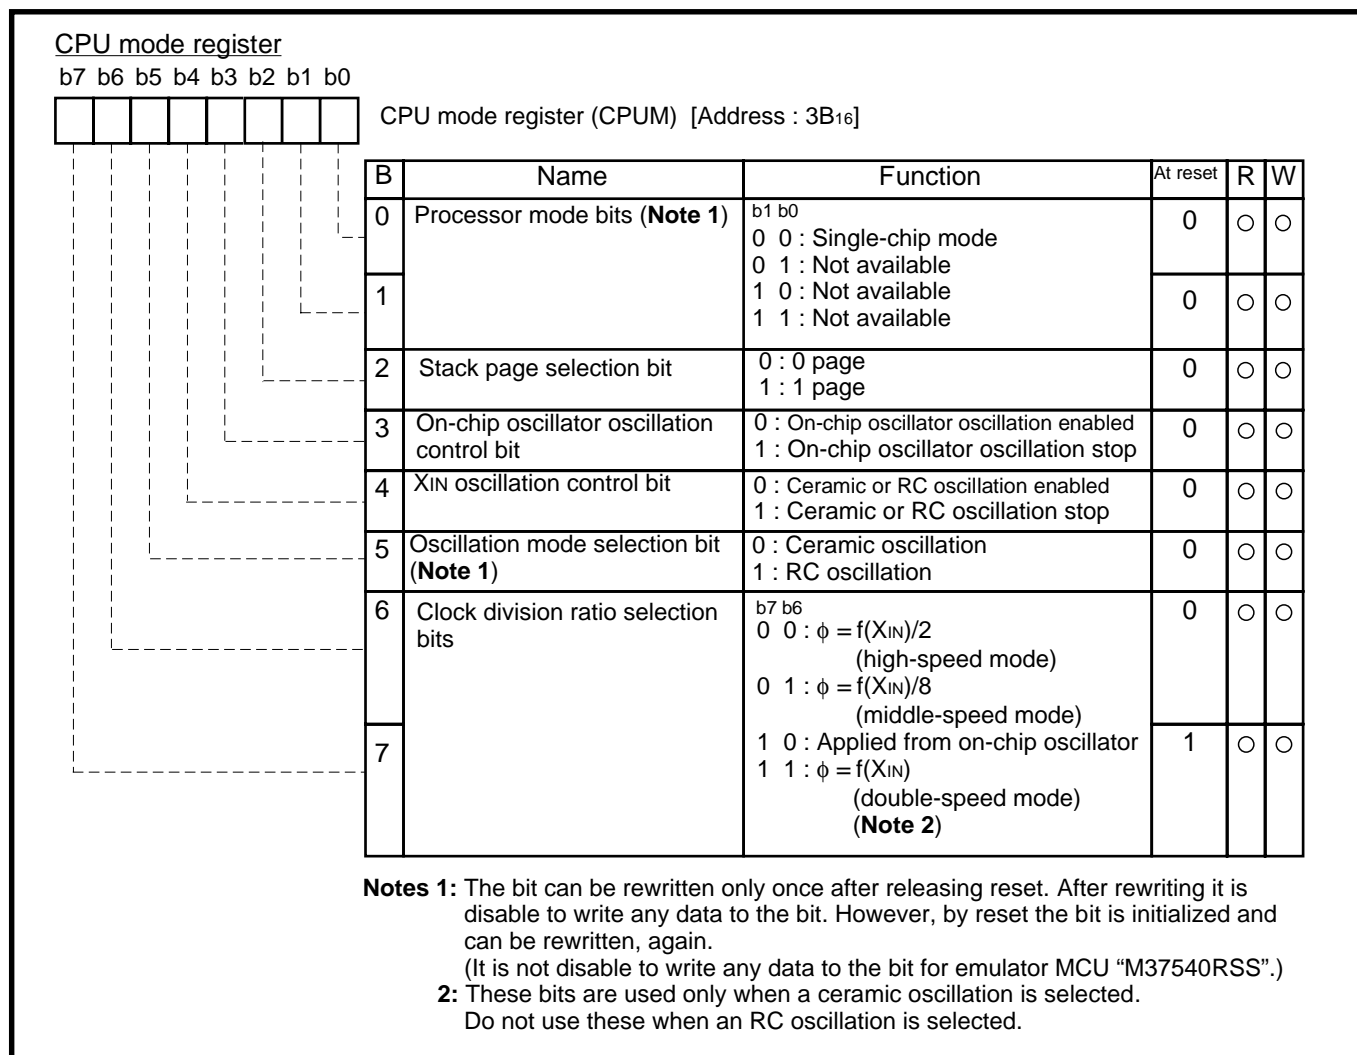 CPU mode register
b7 b6 b5 b4 b3 b2 b1 b0
CPU mode register (CPUM) [Address : 3B16]
B Name Function At reset R W
0 Processor mode bits (Note 1) b1 b0 0 ○ ○
0 0 : Single-chip mode
0 1 : Not available
1 1 0 : Not available 0 ○ ○
1 1 : Not available
2 Stack page selection bit 0 : 0 page 0 ○ ○
1 : 1 page
3 On-chip oscillator oscillation 0 : On-chip oscillator oscillation enabled 0 ○ ○
control bit 1 : On-chip oscillator oscillation stop
4 XIN oscillation control bit 0 : Ceramic or RC oscillation enabled 0 ○ ○
1 : Ceramic or RC oscillation stop
5 Oscillation mode selection bit 0 : Ceramic oscillation 0 ○ ○
(Note 1) 1 : RC oscillation
6 Clock division ratio selection b7 b6 0 ○ ○
bits 0 0 : ϕ = f(XIN)/2
(high-speed mode)
0 1 : ϕ = f(XIN)/8
(middle-speed mode)
7 1 0 : Applied from on-chip oscillator 1 ○ ○
1 1 : ϕ = f(XIN)
(double-speed mode)
(Note 2)
Notes 1: The bit can be rewritten only once after releasing reset. After rewriting it is
disable to write any data to the bit. However, by reset the bit is initialized and
can be rewritten, again.
(It is not disable to write any data to the bit for emulator MCU “M37540RSS”.)
2: These bits are used only when a ceramic oscillation is selected.
Do not use these when an RC oscillation is selected.